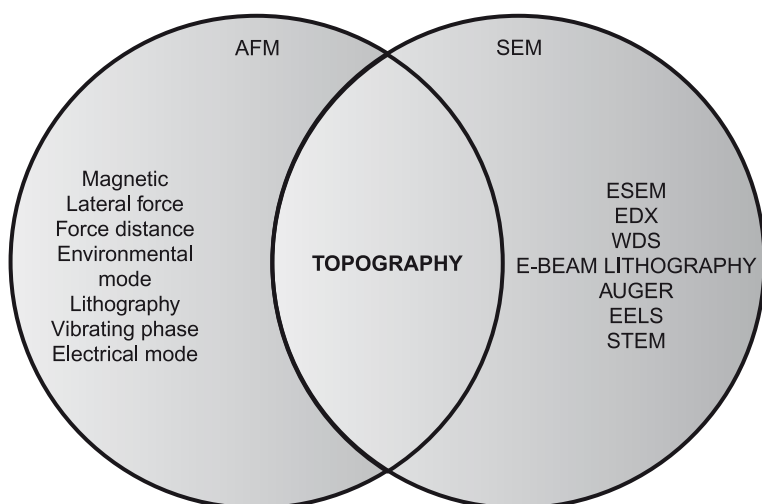 AFM
SEM
Magnetic
Lateral force
Force distance
Environmental
mode
Lithography
Vibrating phase
Electrical mode
TOPOGRAPHY
ESEM
EDX
WDS
E-BEAM LITHOGRAPHY
AUGER
EELS
STEM